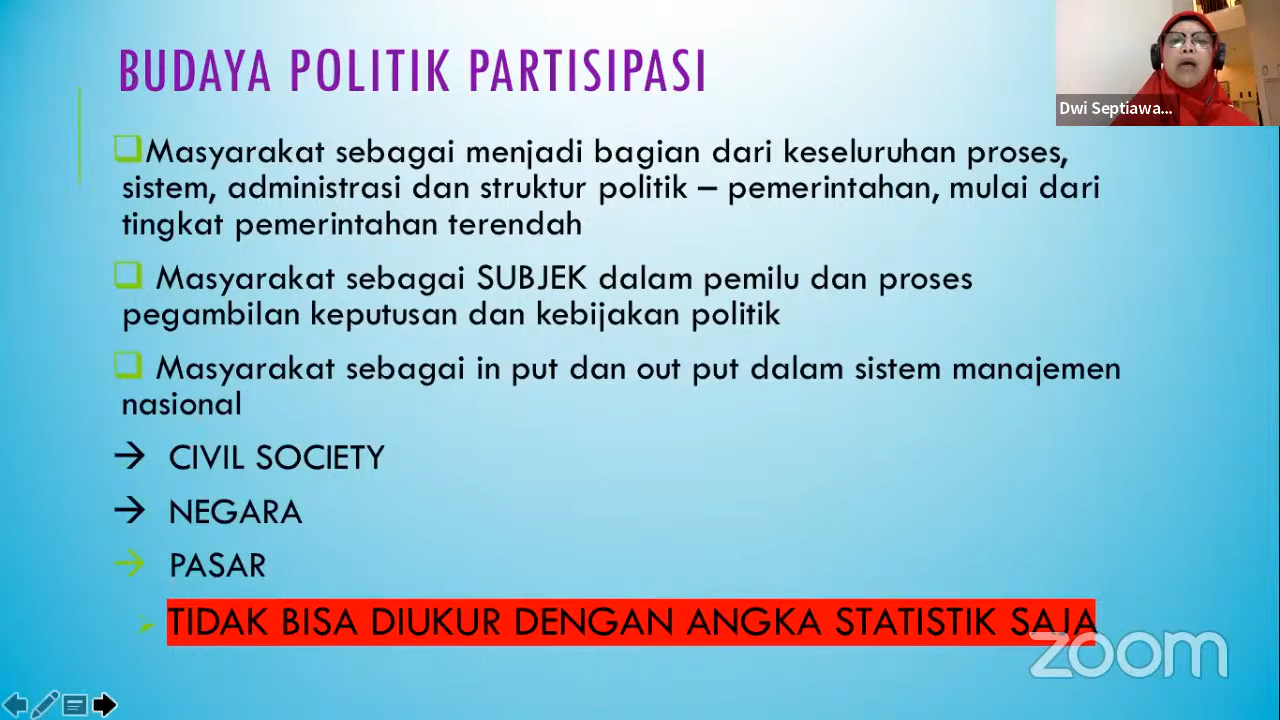 BUDAYA POLITIK PARTISIPASI
Dwi Septiawa...
Masyarakat sebagai menjadi bagian dari keseluruhan proses,
sistem, administrasi dan struktur politik – pemerintahan, mulai dari
tingkat pemerintahan terendah
Masyarakat sebagai SUBJEK dalam pemilu dan proses
pegambilan keputusan dan kebijakan politik
Masyarakat sebagai in put dan out put dalam sistem manajemen
nasional
→ CIVIL SOCIETY
→ NEGARA
→ PASAR
TIDAK BISA DIUKUR DENGAN ANGKA STATISTIK SAJA
zoom